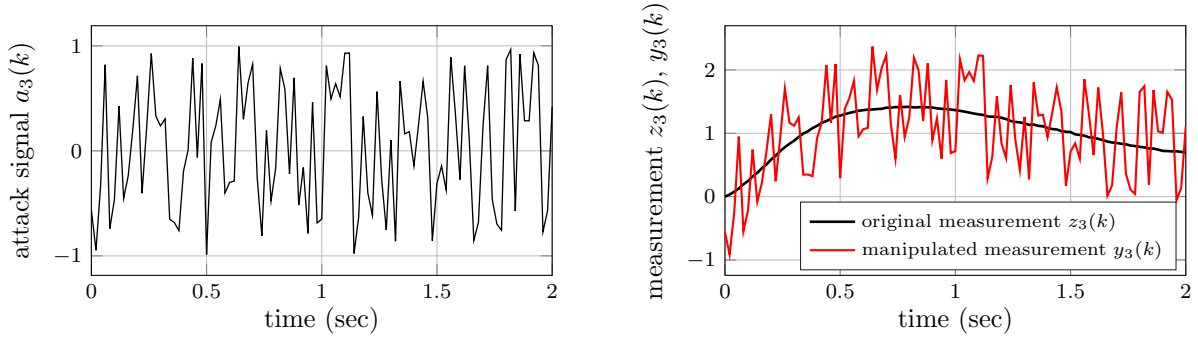 attack signal a₃(k)
1
0
−1
0
0.5
1
1.5
2
time (sec)
measurement z₃(k), y₃(k)
2
1
0
−1
0
0.5
1
1.5
2
time (sec)
original measurement z₃(k)
manipulated measurement y₃(k)